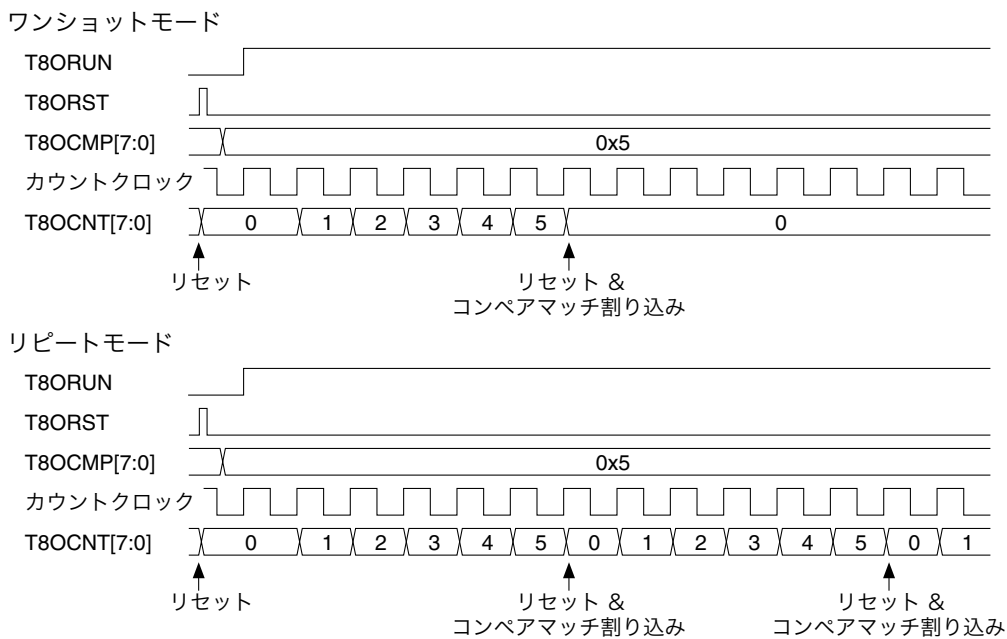 ワンショットモード
T8ORUN
T8ORST
T8OCMP[7:0] 0x5
カウントクロック
T8OCNT[7:0] 0 1 2 3 4 5 0
リセット リセット &
コンペアマッチ割り込み
リピートモード
T8ORUN
T8ORST
T8OCMP[7:0] 0x5
カウントクロック
T8OCNT[7:0] 0 1 2 3 4 5 0 1 2 3 4 5 0 1
リセット リセット & リセット &
コンペアマッチ割り込み コンペアマッチ割り込み